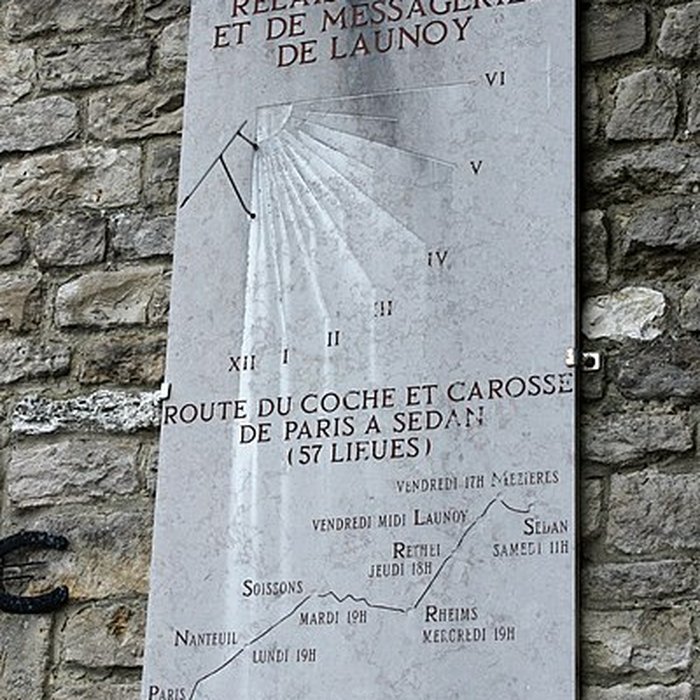 RELAIS
ET DE MESSAGERIE
DE LAUNOY
VI
V
IV
III
II
I
XII
ROUTE DU COCHE ET CAROSSE
DE PARIS A SEDAN
(57 LIEUES)
VENDREDI 17H MEZIERES
VENDREDI MIDI LAUNOY
SEDAN
SAMEDI 11H
RETHEL
JEUDI 18H
SOISSONS
MARDI 19H
RHEIMS
MERCREDI 19H
NANTEUIL
LUNDI 19H
PARIS